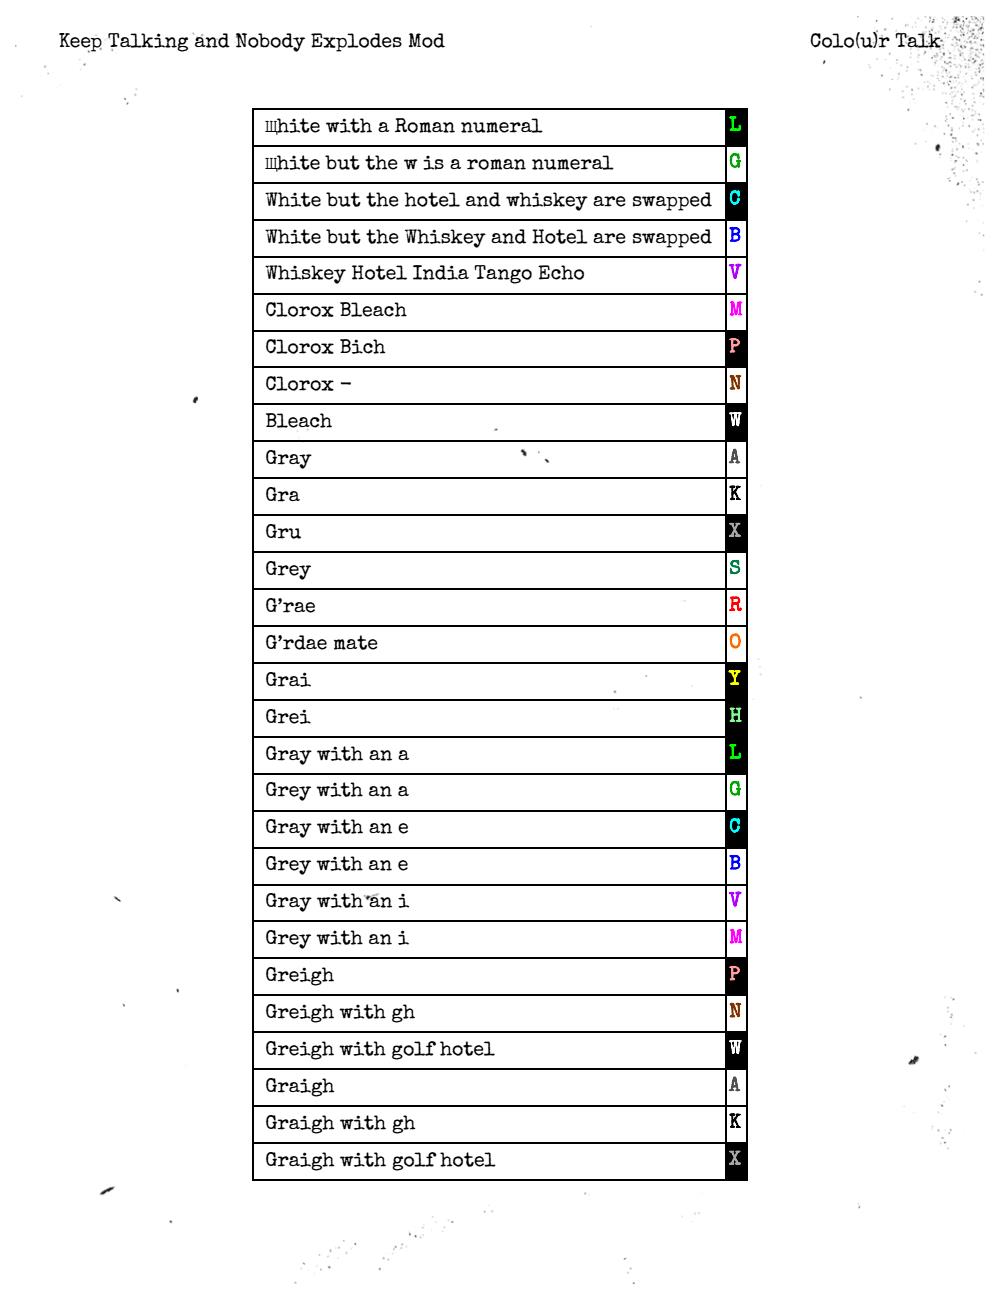 Keep Talking and Nobody Explodes Mod
Colo(u)r Talk
Ⅲhite with a Roman numeral L
Ⅲhite but the w is a roman numeral G
White but the hotel and whiskey are swapped C
White but the Whiskey and Hotel are swapped B
Whiskey Hotel India Tango Echo V
Clorox Bleach M
Clorox Bich P
Clorox – N
Bleach W
Gray A
Gra K
Gru X
Grey S
G’rae R
G’rdae mate O
Grai Y
Grei H
Gray with an a L
Grey with an a G
Gray with an e C
Grey with an e B
Gray with an i V
Grey with an i M
Greigh P
Greigh with gh N
Greigh with golf hotel W
Graigh A
Graigh with gh K
Graigh with golf hotel X